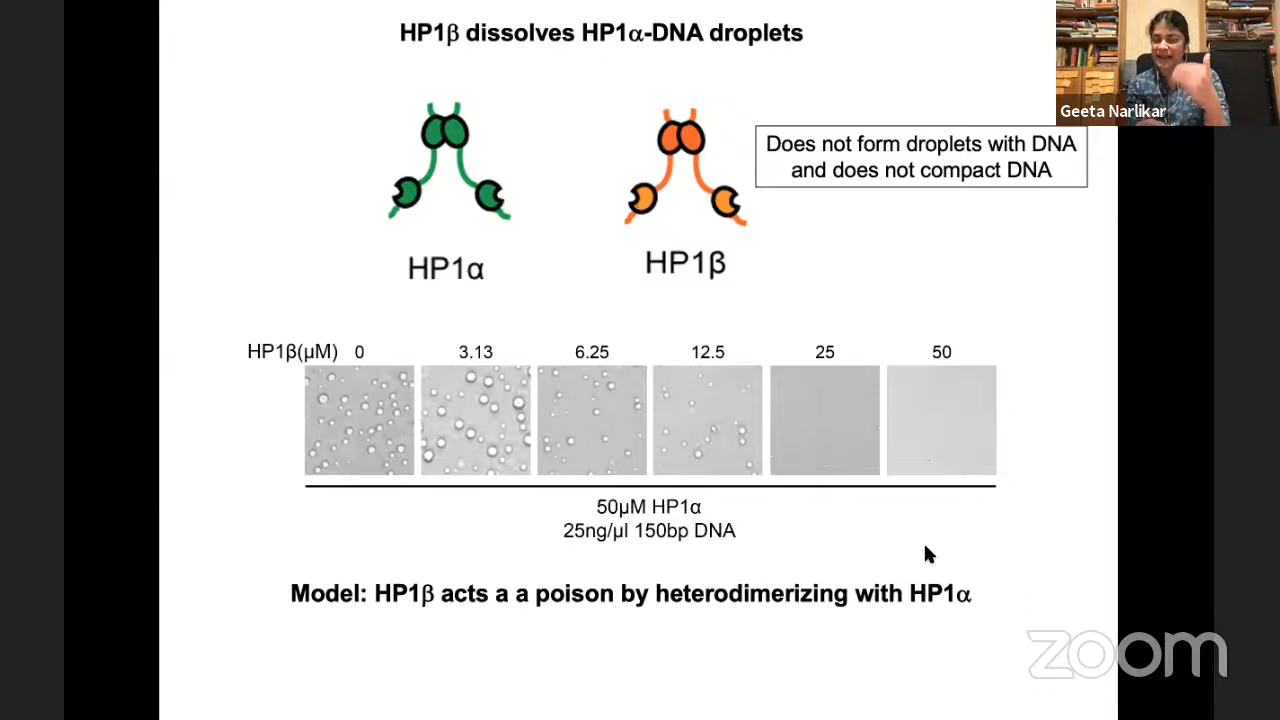 HP1β dissolves HP1α-DNA droplets
Geeta Narlikar
Does not form droplets with DNA
and does not compact DNA
HP1α
HP1β
HP1β(μM) 0 3.13 6.25 12.5 25 50
50μM HP1α
25ng/μl 150bp DNA
Model: HP1β acts a a poison by heterodimerizing with HP1α
zoom